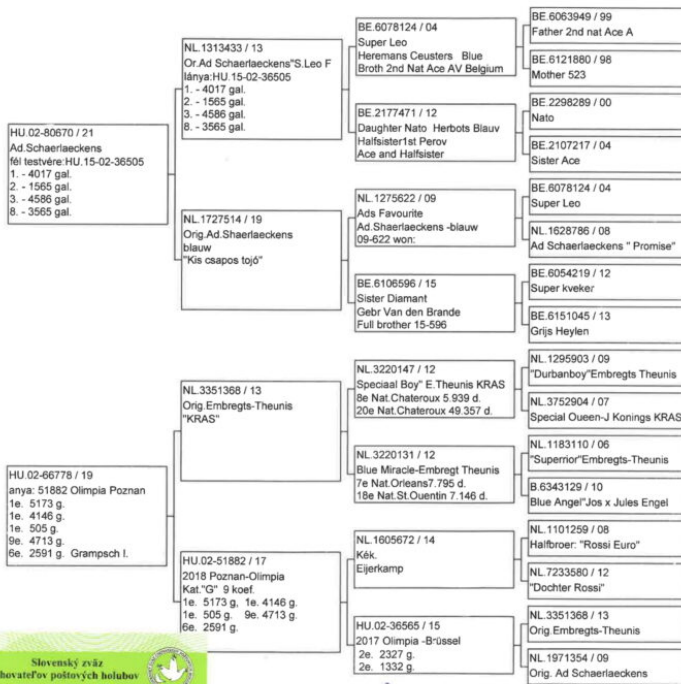 HU.02-80670 / 21
Ad.Schaerlaeckens
fél testvére:HU.15-02-36505
1. - 4017 gal.
2. - 1565 gal.
3. - 4586 gal.
8. - 3565 gal.
HU.02-66778 / 19
anya: 51882 Olimpia Poznan
1e. 5173 g.
1e. 4146 g.
1e. 505 g.
9e. 4713 g.
6e. 2591 g. Grampsch I.
NL.1313433 / 13
Or.Ad Schaerlaeckens"S.Leo F
lánya:HU.15-02-36505
1. - 4017 gal.
2. - 1565 gal.
3. - 4586 gal.
8. - 3565 gal.
NL.1727514 / 19
Orig.Ad.Shaerlaeckens
blauw
"Kis csapos tojó"
NL.3351368 / 13
Orig.Embregts-Theunis
"KRAS"
HU.02-51882 / 17
2018 Poznan-Olimpia
Kat."G" 9 koef.
1e. 5173 g, 1e. 4146 g.
1e. 505 g. 9e. 4713 g.
6e. 2591 g.
BE.6078124 / 04
Super Leo
Heremans Ceusters Blue
Broth 2nd Nat Ace AV Belgium
BE.2177471 / 12
Daughter Nato Herbots Blauv
Halfsister1st Perov
Ace and Halfsister
NL.1275622 / 09
Ads Favourite
Ad.Shaerlaeckens -blauw
09-622 won:
BE.6106596 / 15
Sister Diamant
Gebr Van den Brande
Full brother 15-596
NL.3220147 / 12
Speciaal Boy" E.Theunis KRAS
8e Nat.Chateroux 5.939 d.
20e Nat.Chateroux 49.357 d.
NL.3220131 / 12
Blue Miracle-Embregt Theunis
7e Nat.Orleans7.795 d.
18e Nat.St.Ouentin 7.146 d.
NL.1605672 / 14
Kék.
Eijerkamp
HU.02-36565 / 15
2017 Olimpia -Brüssel
2e. 2327 g.
2e. 1332 g.
BE.6063949 / 99
Father 2nd nat Ace A
BE.6121880 / 98
Mother 523
BE.2298289 / 00
Nato
BE.2107217 / 04
Sister Ace
BE.6078124 / 04
Super Leo
NL.1628786 / 08
Ad Schaerlaeckens " Promise"
BE.6054219 / 12
Super kveker
BE.6151045 / 13
Grijs Heylen
NL.1295903 / 09
"Durbanboy"Embregts Theunis
NL.3752904 / 07
Special Oueen-J Konings KRAS
NL.1183110 / 06
"Superrior"Embregts-Theunis
B.6343129 / 10
Blue Angel"Jos x Jules Engel
NL.1101259 / 08
Halfbroer: "Rossi Euro"
NL.7233580 / 12
"Dochter Rossi"
NL.3351368 / 13
Orig.Embregts-Theunis
NL.1971354 / 09
Orig. Ad Schaerlaeckens
Slovenský zväz
hovateľov poštových holubov